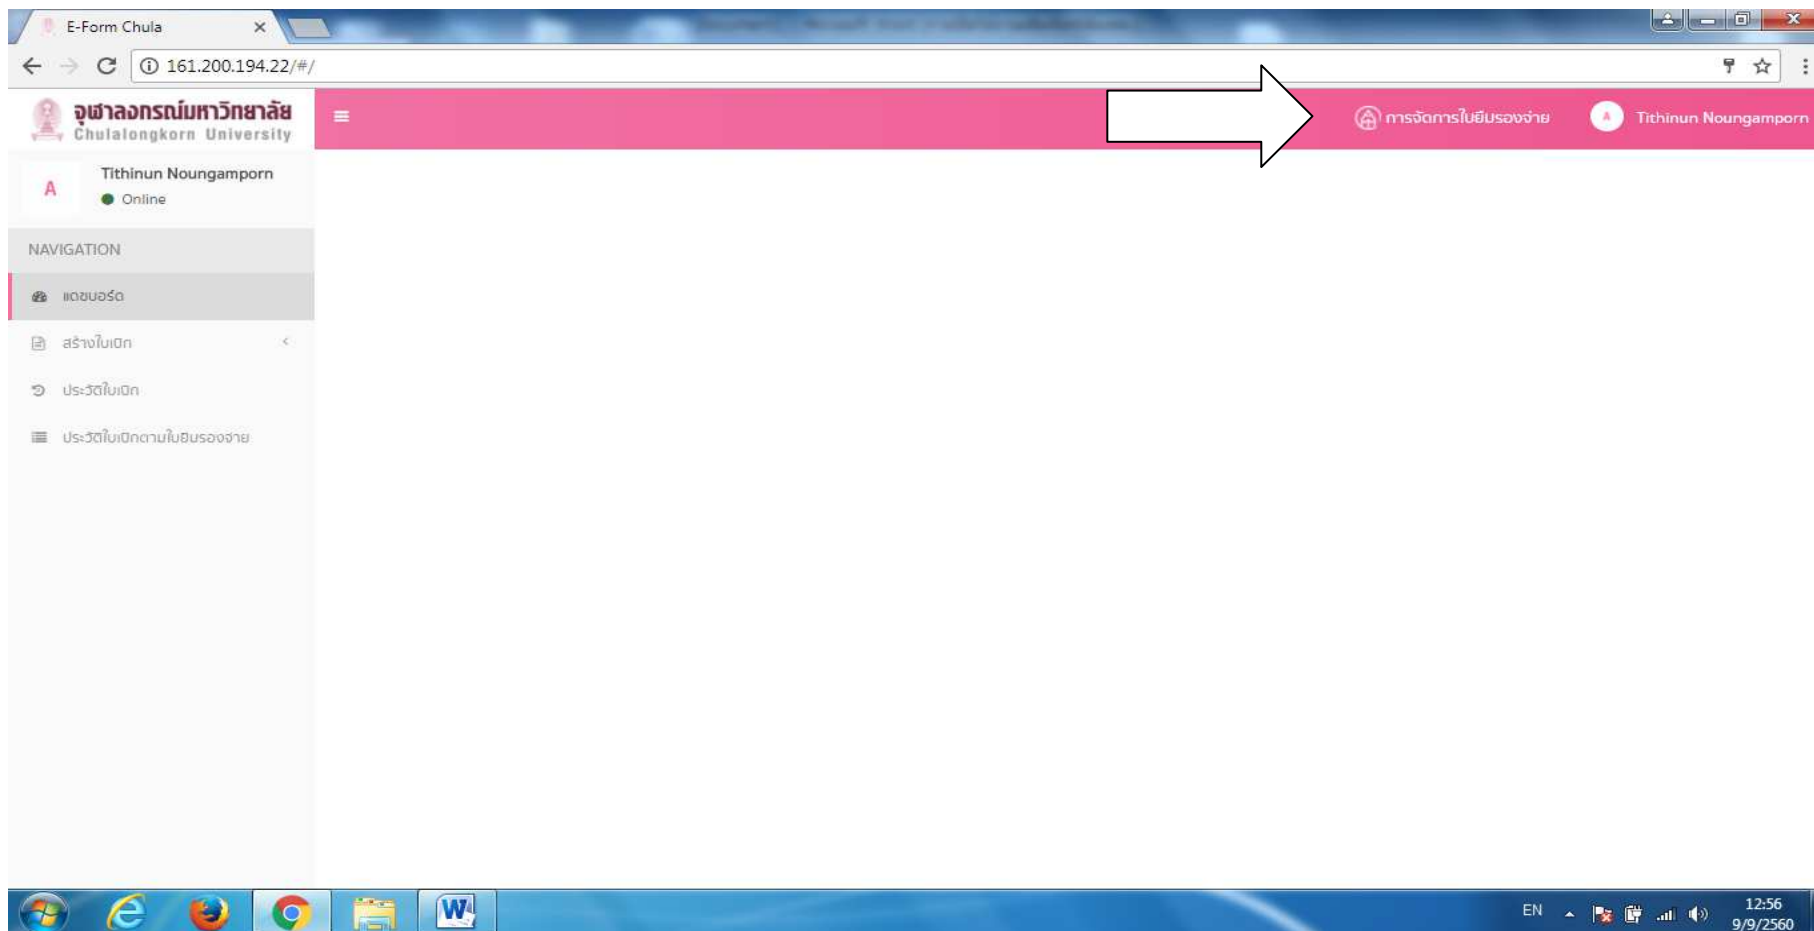 E-Form Chula
161.200.194.22/#/
จุฬาลงกรณ์มหาวิทยาลัย
Chulalongkorn University
การจัดการใบยืมรองจ่าย
A
Tithinun Noungamporn
A
Tithinun Noungamporn
Online
NAVIGATION
แดชบอร์ด
สร้างใบเบิก
ประวัติใบเบิก
ประวัติใบเบิกตามใบยืมรองจ่าย
EN
12:56
9/9/2560